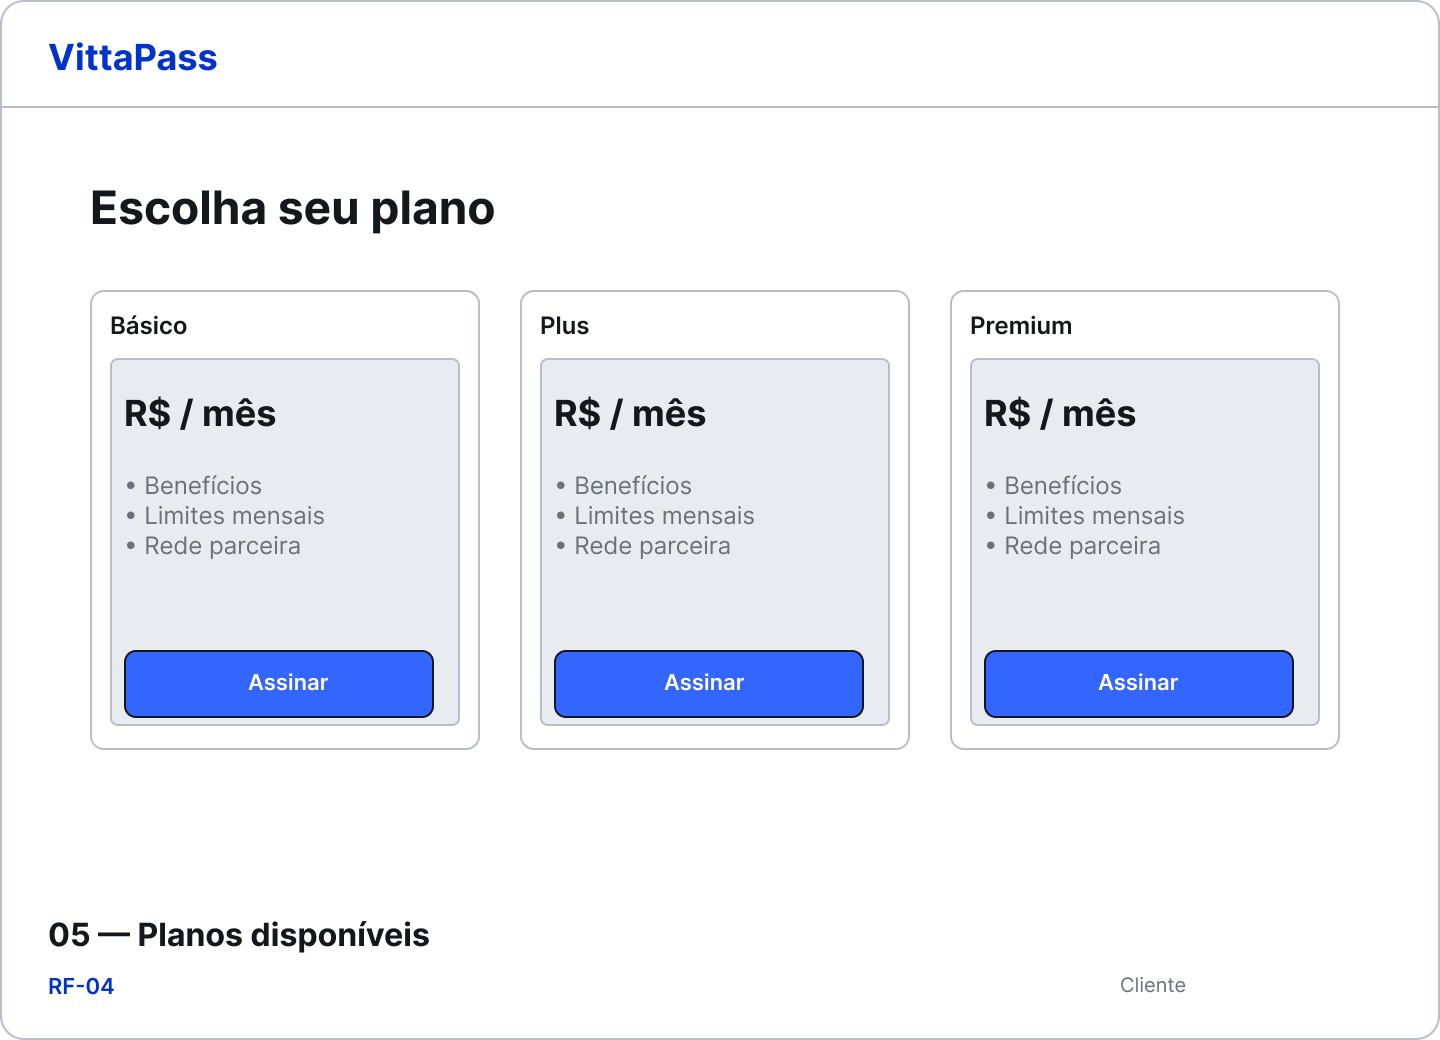 VittaPass
Escolha seu plano
Básico
R$ / mês
• Benefícios
• Limites mensais
• Rede parceira
Assinar
Plus
R$ / mês
• Benefícios
• Limites mensais
• Rede parceira
Assinar
Premium
R$ / mês
• Benefícios
• Limites mensais
• Rede parceira
Assinar
05 — Planos disponíveis
RF-04
Cliente